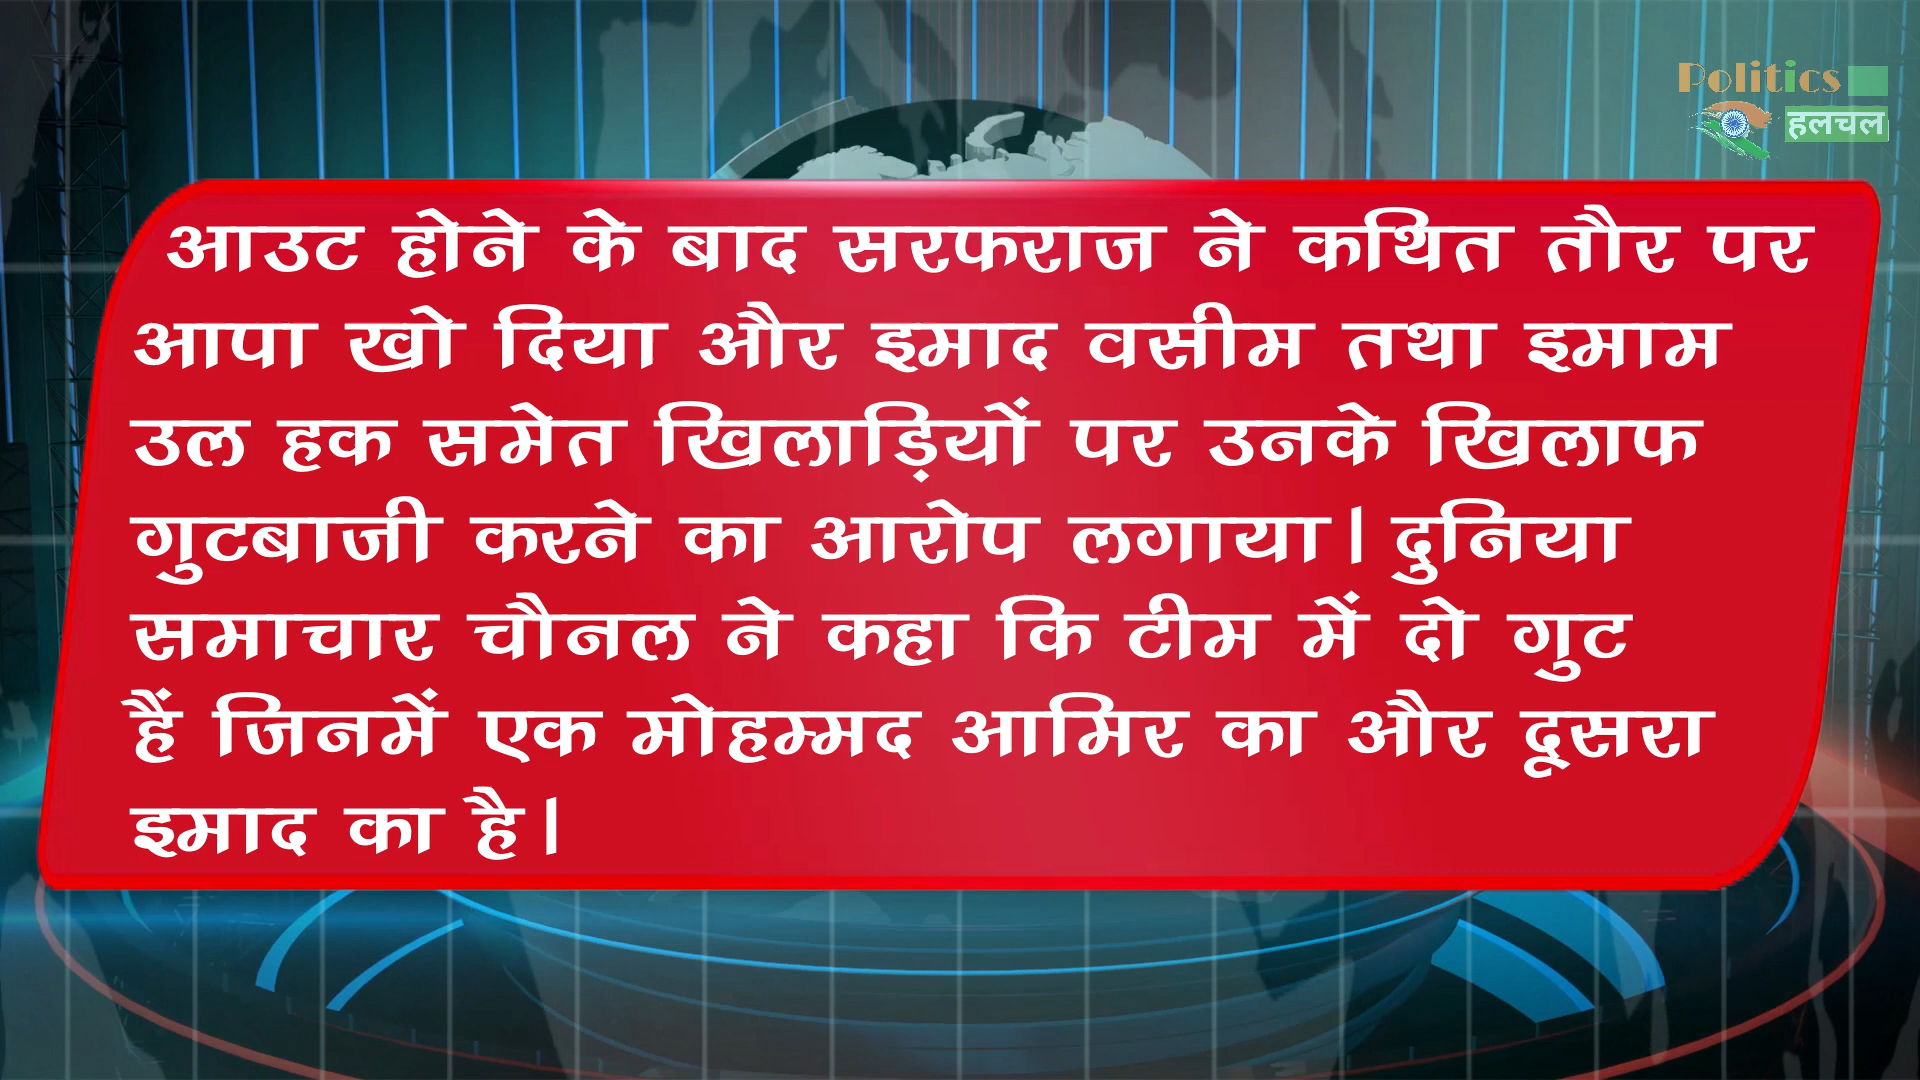 Politics
हलचल
आउट होने के बाद सरफराज ने कथित तौर पर
आपा खो दिया और इमाद वसीम तथा इमाम
उल हक समेत खिलाड़ियों पर उनके खिलाफ
गुटबाजी करने का आरोप लगाया। दुनिया
समाचार चौनल ने कहा कि टीम में दो गुट
हैं जिनमें एक मोहम्मद आमिर का और दूसरा
इमाद का है।